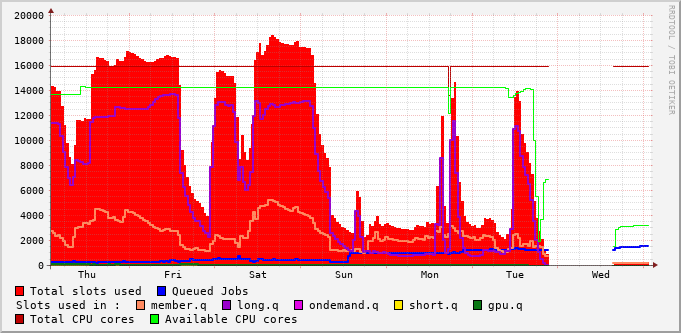 RRDTOOL / TOBI OETIKER
20000
18000
16000
14000
12000
10000
8000
6000
4000
2000
0
Thu Fri Sat Sun Mon Tue Wed
Total slots used Queued Jobs
Slots used in : member.q long.q ondemand.q short.q gpu.q
Total CPU cores Available CPU cores